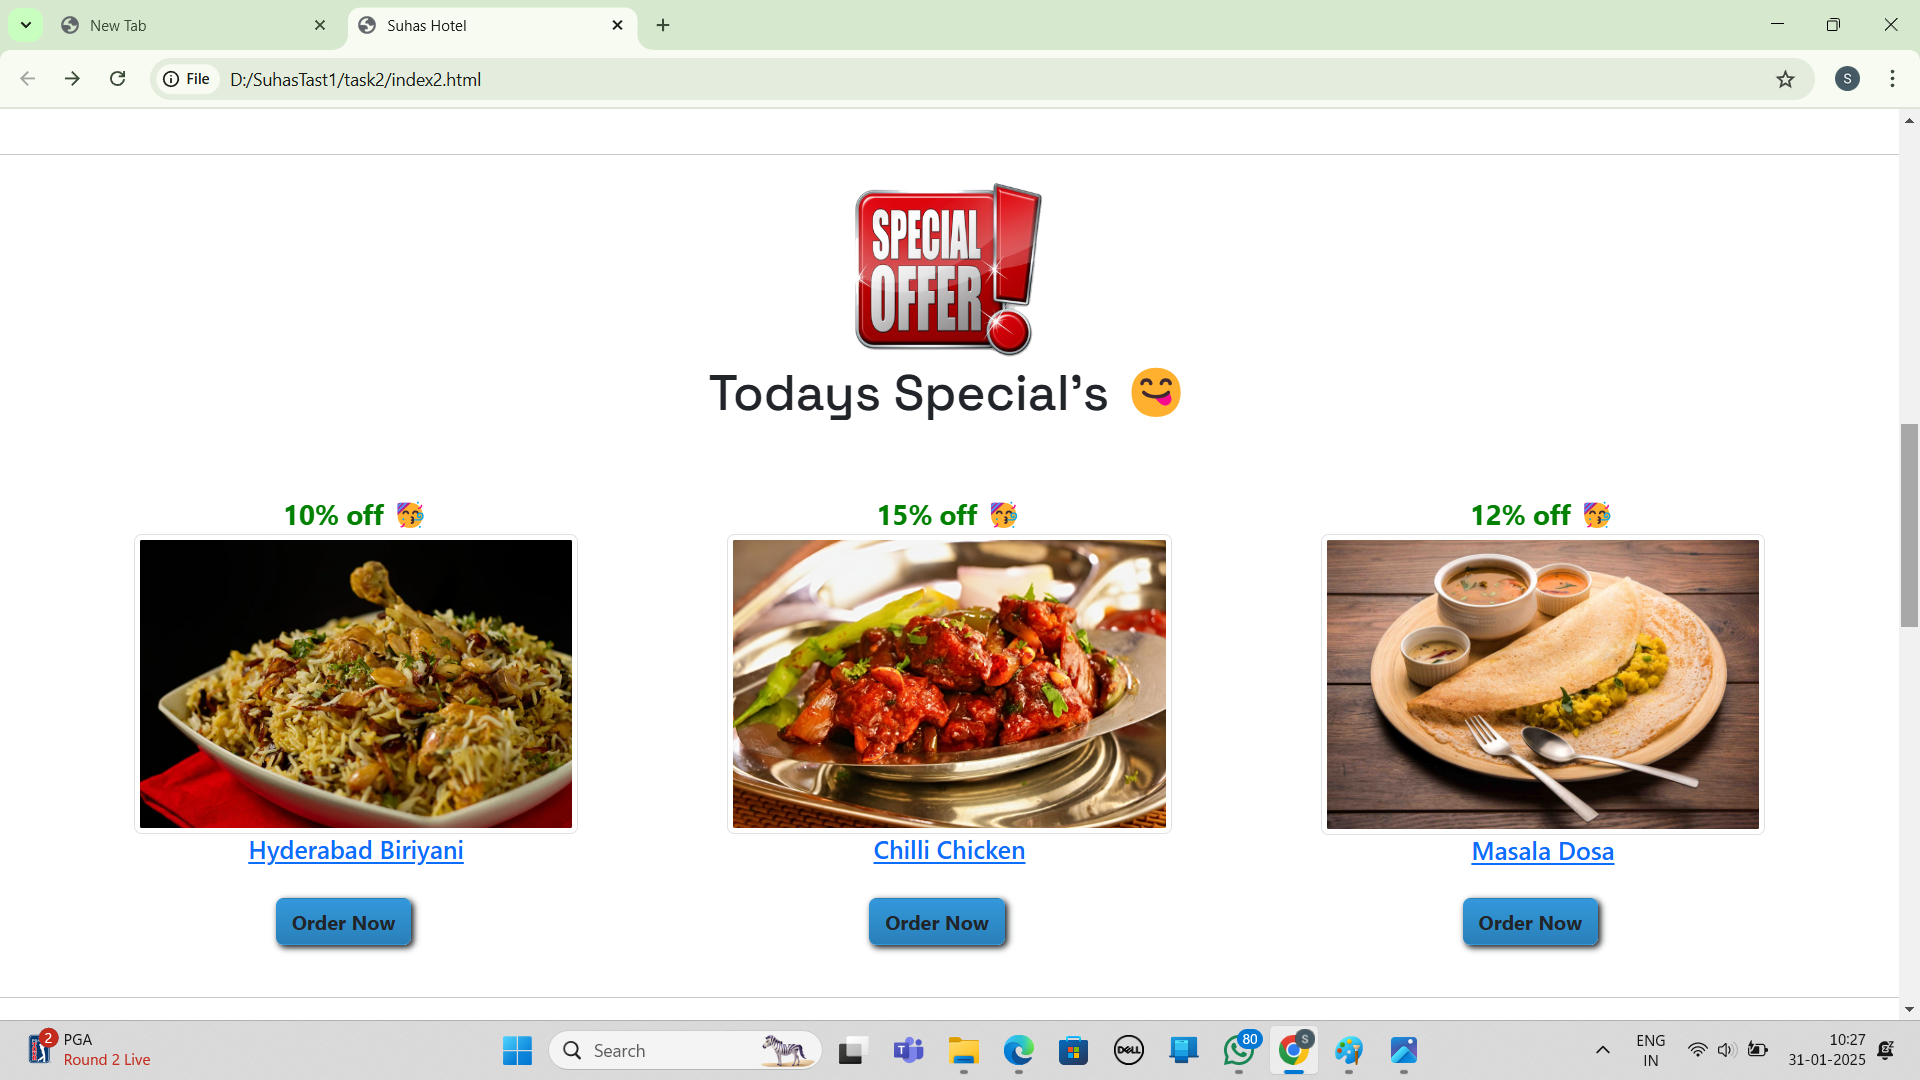 New Tab
Suhas Hotel
File
D:/SuhasTast1/task2/index2.html
S
SPECIAL
OFFER!
Todays Special's 😋
10% off 🥳
15% off 🥳
12% off 🥳
Hyderabad Biriyani
Chilli Chicken
Masala Dosa
Order Now
Order Now
Order Now
2
PGA
Round 2 Live
Search
DELL
80
S
ENG
IN
10:27
31-01-2025